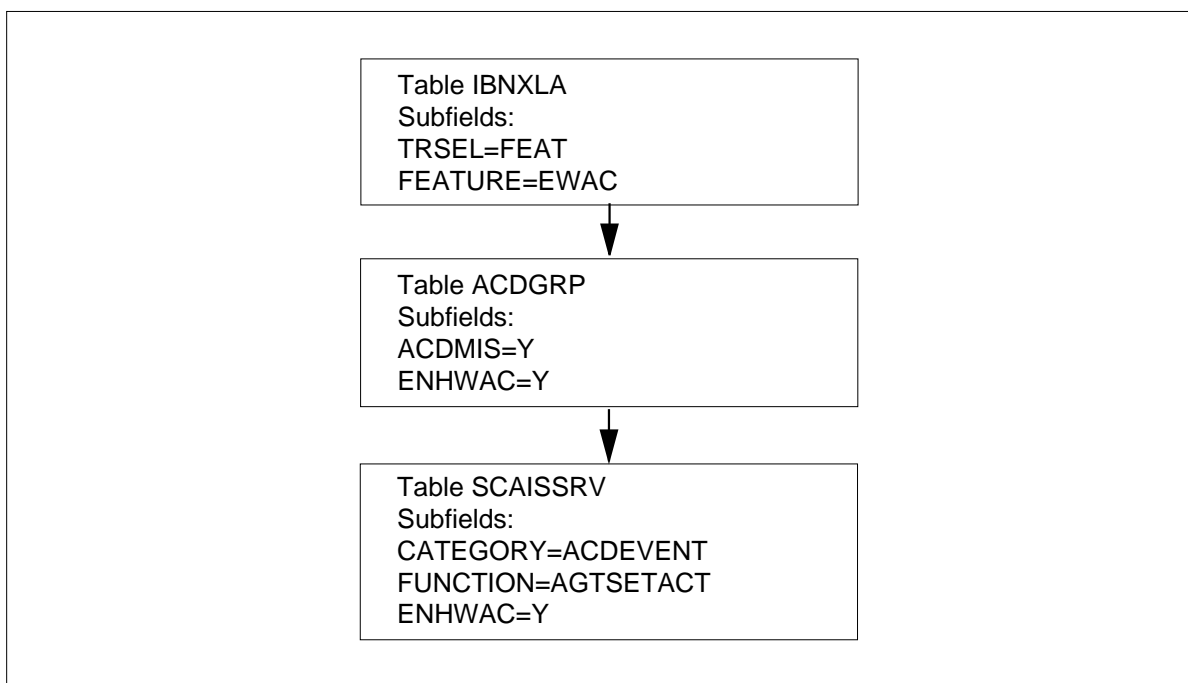 Table IBNXLA
Subfields:
TRSEL=FEAT
FEATURE=EWAC
Table ACDGRP
Subfields:
ACDMIS=Y
ENHWAC=Y
Table SCAISSRV
Subfields:
CATEGORY=ACDEVENT
FUNCTION=AGTSETACT
ENHWAC=Y